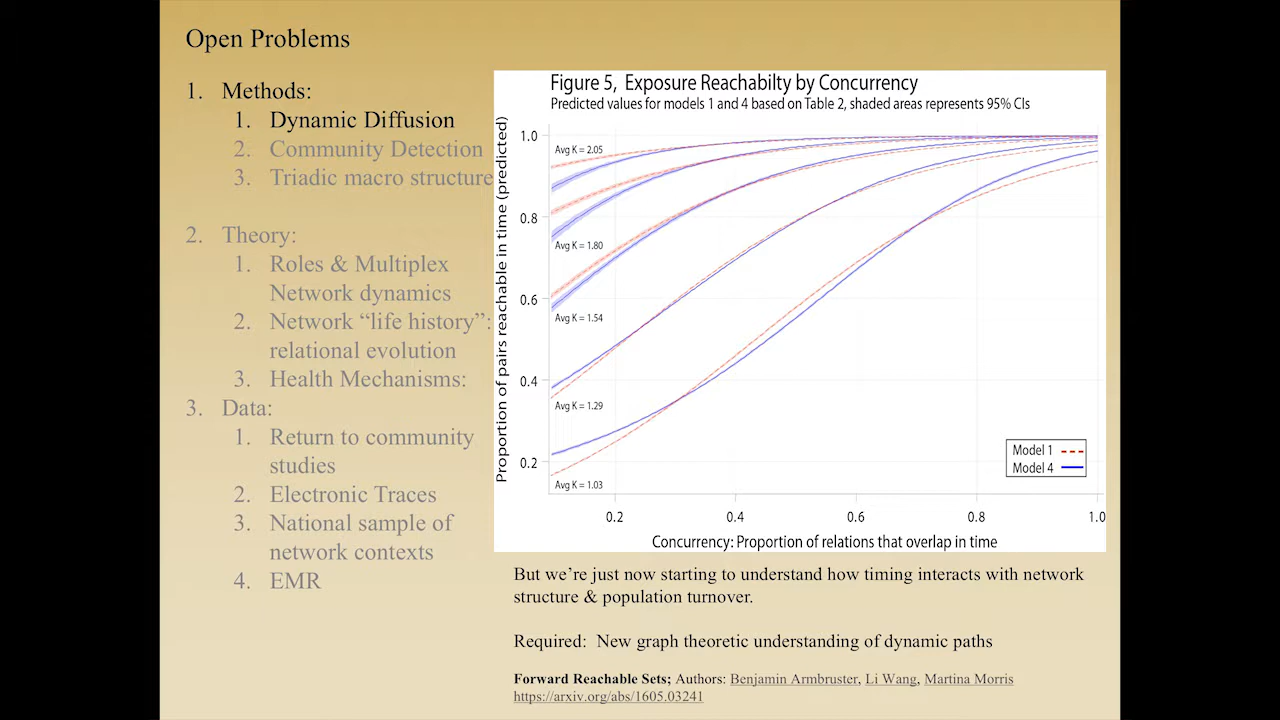 Open Problems
1. Methods:
1. Dynamic Diffusion
2. Community Detection
3. Triadic macro structure
2. Theory:
1. Roles & Multiplex
Network dynamics
2. Network “life history”:
relational evolution
3. Health Mechanisms:
3. Data:
1. Return to community
studies
2. Electronic Traces
3. National sample of
network contexts
4. EMR
Figure 5, Exposure Reachabilty by Concurrency
Predicted values for models 1 and 4 based on Table 2, shaded areas represents 95% CIs
Proportion of pairs reachable in time (predicted)
1.0
0.8
0.6
0.4
0.2
Avg K = 2.05
Avg K = 1.80
Avg K = 1.54
Avg K = 1.29
Avg K = 1.03
Model 1
Model 4
0.2 0.4 0.6 0.8 1.0
Concurrency: Proportion of relations that overlap in time
But we’re just now starting to understand how timing interacts with network
structure & population turnover.
Required: New graph theoretic understanding of dynamic paths
Forward Reachable Sets; Authors: Benjamin Armbruster, Li Wang, Martina Morris
https://arxiv.org/abs/1605.03241